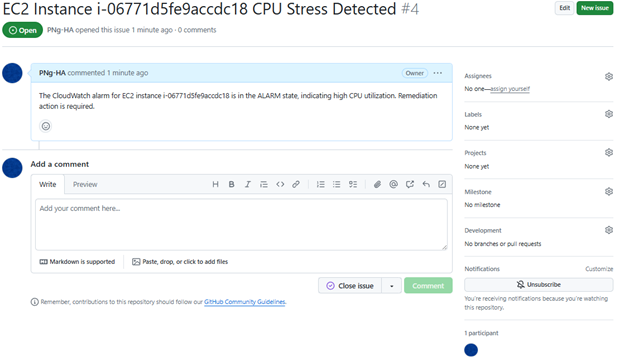 EC2 Instance i-06771d5fe9accdc18 CPU Stress Detected #4
Edit
New issue
Open
PNg-HA opened this issue 1 minute ago · 0 comments
PNg-HA commented 1 minute ago
Owner
The CloudWatch alarm for EC2 instance i-06771d5fe9accdc18 is in the ALARM state, indicating high CPU utilization. Remediation
action is required.
Add a comment
Write
Preview
Add your comment here...
Markdown is supported
Paste, drop, or click to add files
Close issue
Comment
Remember, contributions to this repository should follow our GitHub Community Guidelines.
Assignees
No one—assign yourself
Labels
None yet
Projects
None yet
Milestone
No milestone
Development
No branches or pull requests
Notifications
Customize
Unsubscribe
You're receiving notifications because you're watching
this repository.
1 participant